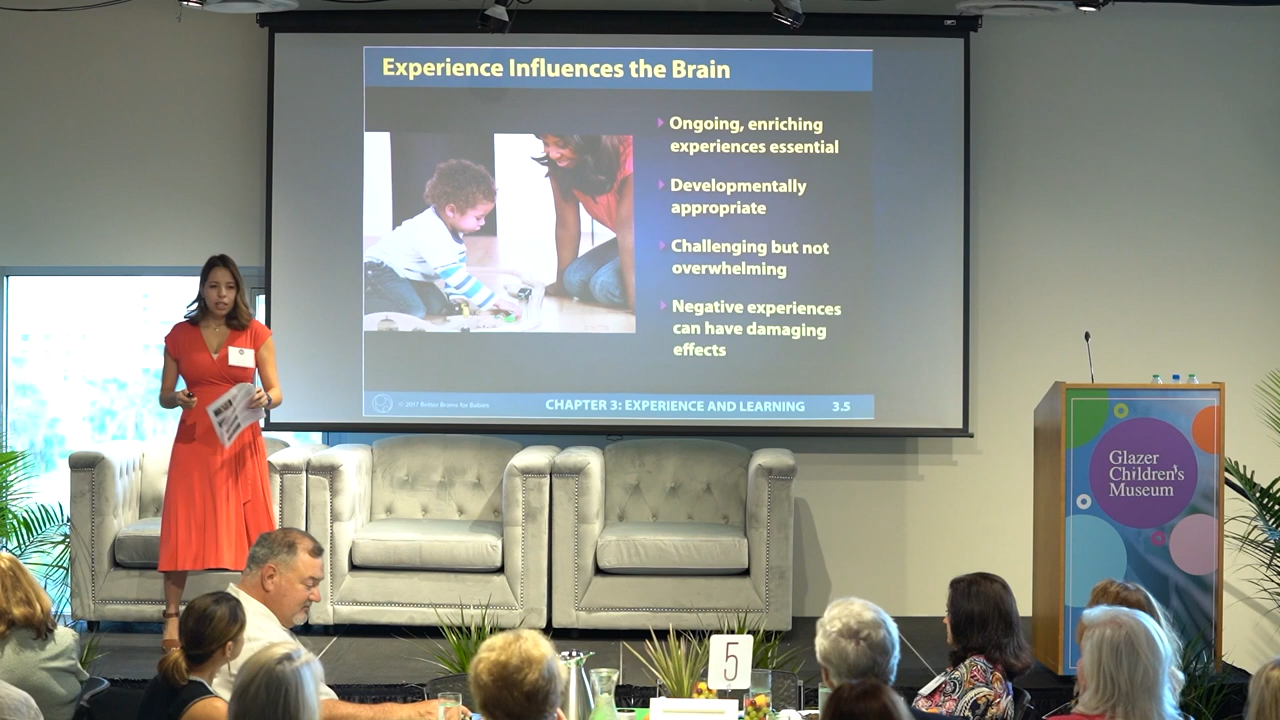 Experience Influences the Brain
Ongoing, enriching
experiences essential
Developmentally
appropriate
Challenging but not
overwhelming
Negative experiences
can have damaging
effects
© 2017 Better Brains for Babies
CHAPTER 3: EXPERIENCE AND LEARNING
3.5
Glazer
Children's
Museum
5